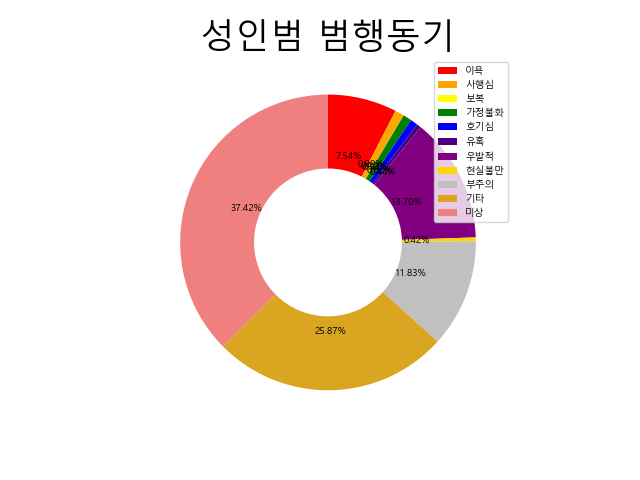 성인범 범행동기
이욕
사행심
보복
가정불화
호기심
유혹
우발적
현실불만
부주의
기타
미상
7.54%
37.42%
13.70%
0.42%
11.83%
25.87%